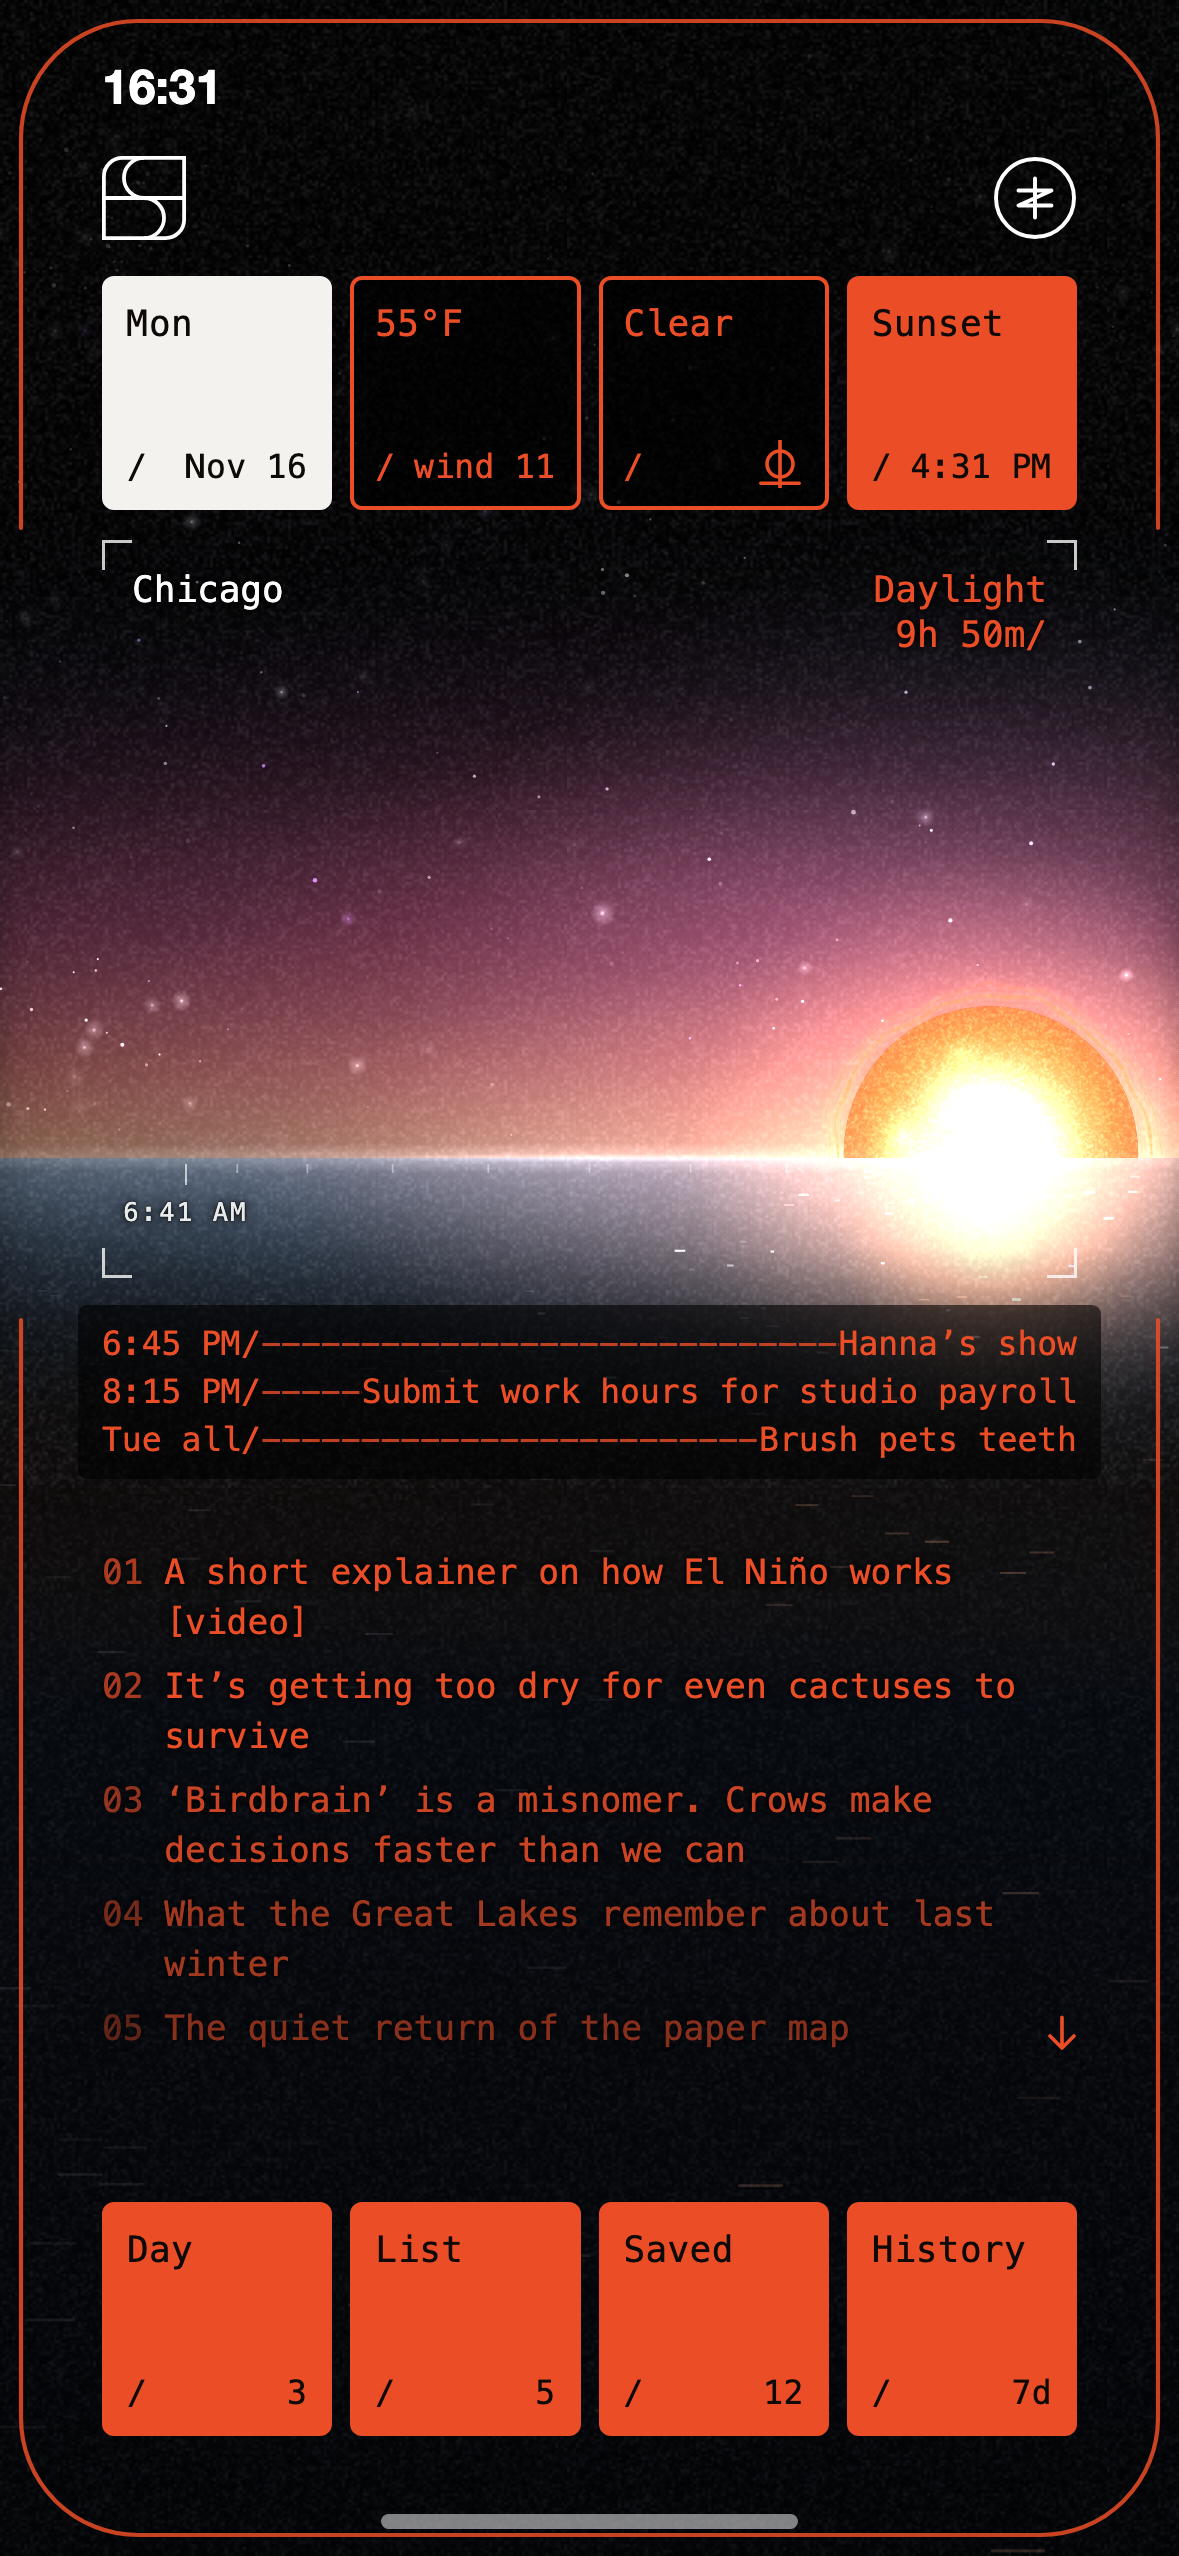 16:31
Mon
/ Nov 16
55°F
/ wind 11
Clear
/
Sunset
/ 4:31 PM
Chicago
Daylight
9h 50m/
6:41 AM
6:45 PM/—————————————————————————————Hanna’s show
8:15 PM/—————Submit work hours for studio payroll
Tue all/—————————————————————————Brush pets teeth
01 A short explainer on how El Niño works
[video]
02 It’s getting too dry for even cactuses to
survive
03 ‘Birdbrain’ is a misnomer. Crows make
decisions faster than we can
04 What the Great Lakes remember about last
winter
05 The quiet return of the paper map
Day
/ 3
List
/ 5
Saved
/ 12
History
/ 7d